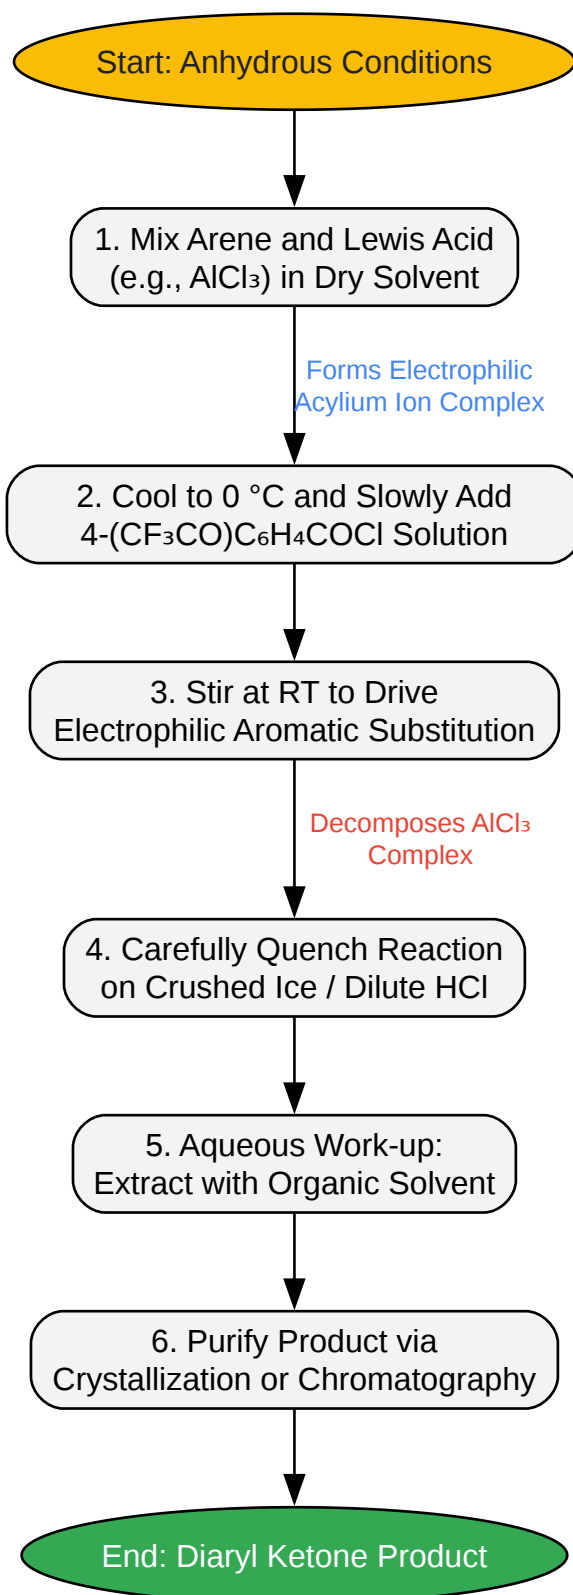 Start: Anhydrous Conditions
1. Mix Arene and Lewis Acid
(e.g., AlCl₃) in Dry Solvent
Forms Electrophilic
Acylium Ion Complex
2. Cool to 0 °C and Slowly Add
4-(CF₃CO)C₆H₄COCl Solution
3. Stir at RT to Drive
Electrophilic Aromatic Substitution
Decomposes AlCl₃
Complex
4. Carefully Quench Reaction
on Crushed Ice / Dilute HCl
5. Aqueous Work-up:
Extract with Organic Solvent
6. Purify Product via
Crystallization or Chromatography
End: Diaryl Ketone Product